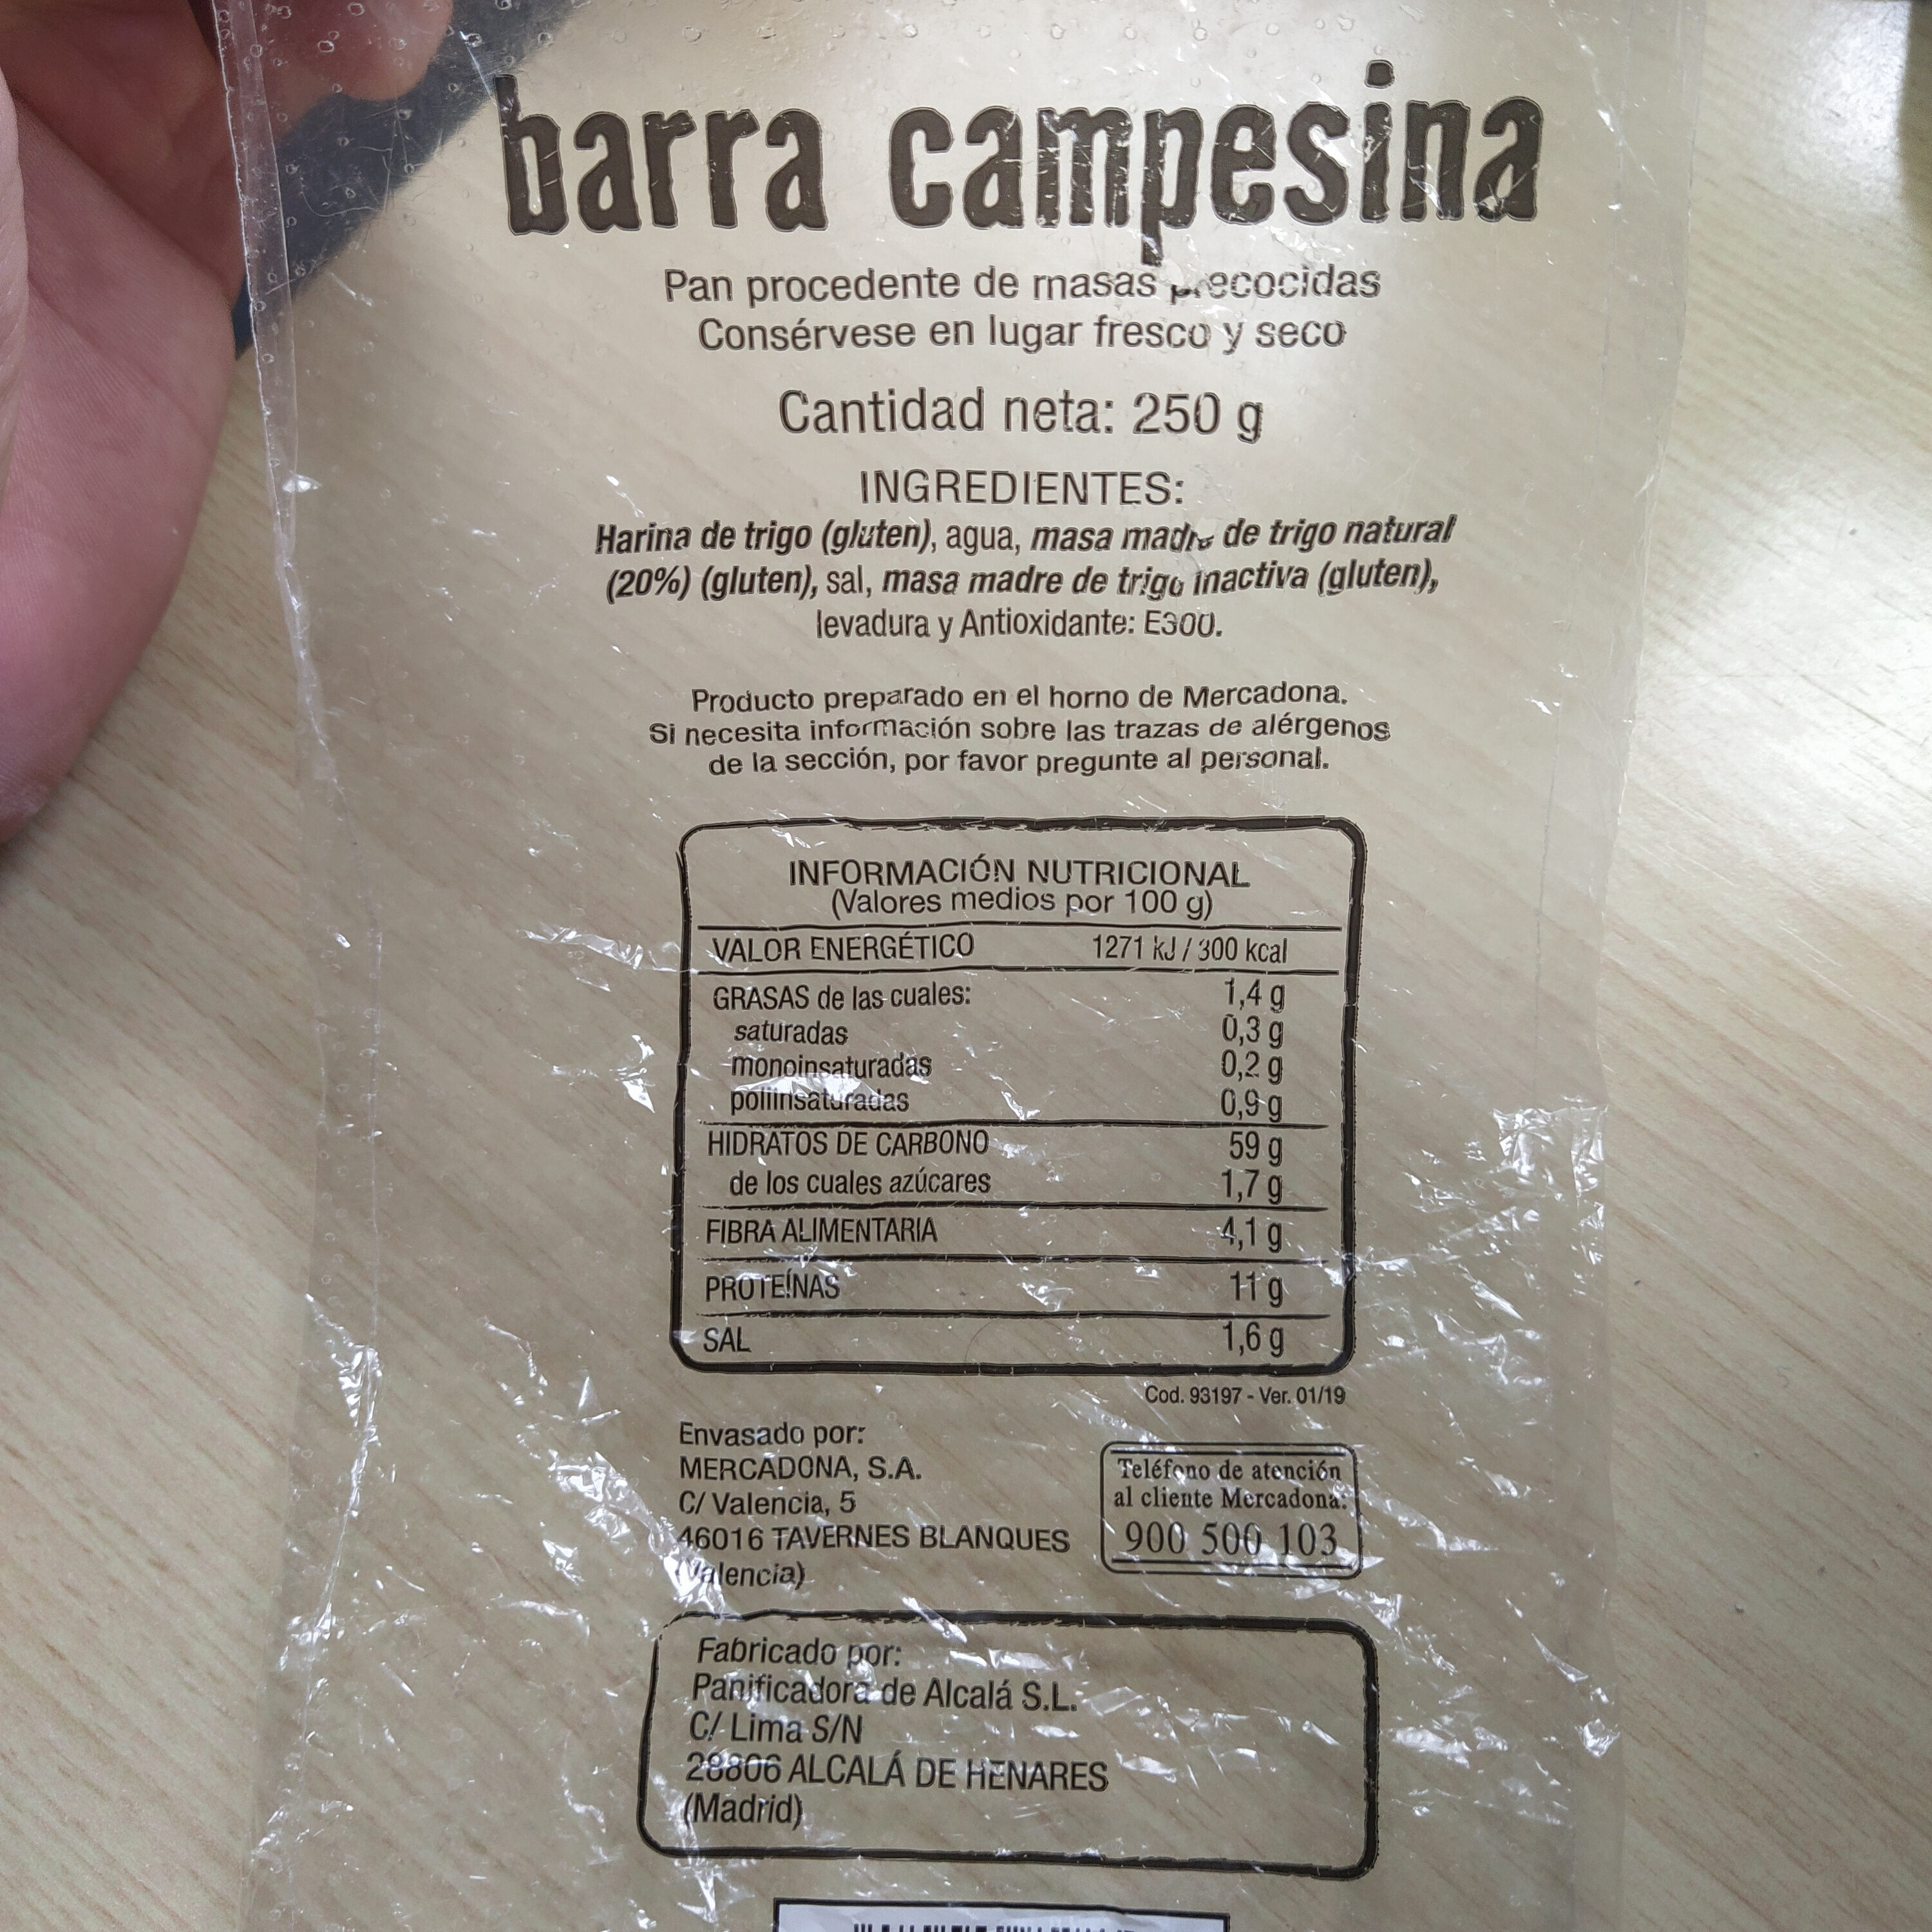 barra campesina
Pan procedente de masas precocidas
Consérvese en lugar fresco y seco
Cantidad neta: 250 g
INGREDIENTES:
Harina de trigo (gluten), agua, masa madre de trigo natural
(20%) (gluten), sal, masa madre de trigo inactiva (gluten),
levadura y Antioxidante: E300.
Producto preparado en el horno de Mercadona.
Si necesita información sobre las trazas de alérgenos
de la sección, por favor pregunte al personal.
INFORMACIÓN NUTRICIONAL
(Valores medios por 100 g)
VALOR ENERGÉTICO 1271 kJ / 300 kcal
GRASAS de las cuales: 1,4 g
saturadas 0,3 g
monoinsaturadas 0,2 g
poliinsaturadas 0,9 g
HIDRATOS DE CARBONO 59 g
de los cuales azúcares 1,7 g
FIBRA ALIMENTARIA 4,1 g
PROTEÍNAS 11 g
SAL 1,6 g
Cod. 93197 - Ver. 01/19
Envasado por:
MERCADONA, S.A.
C/ Valencia, 5
46016 TAVERNES BLANQUES
(Valencia)
Teléfono de atención
al cliente Mercadona:
900 500 103
Fabricado por:
Panificadora de Alcalá S.L.
C/ Lima S/N
28806 ALCALÁ DE HENARES
(Madrid)